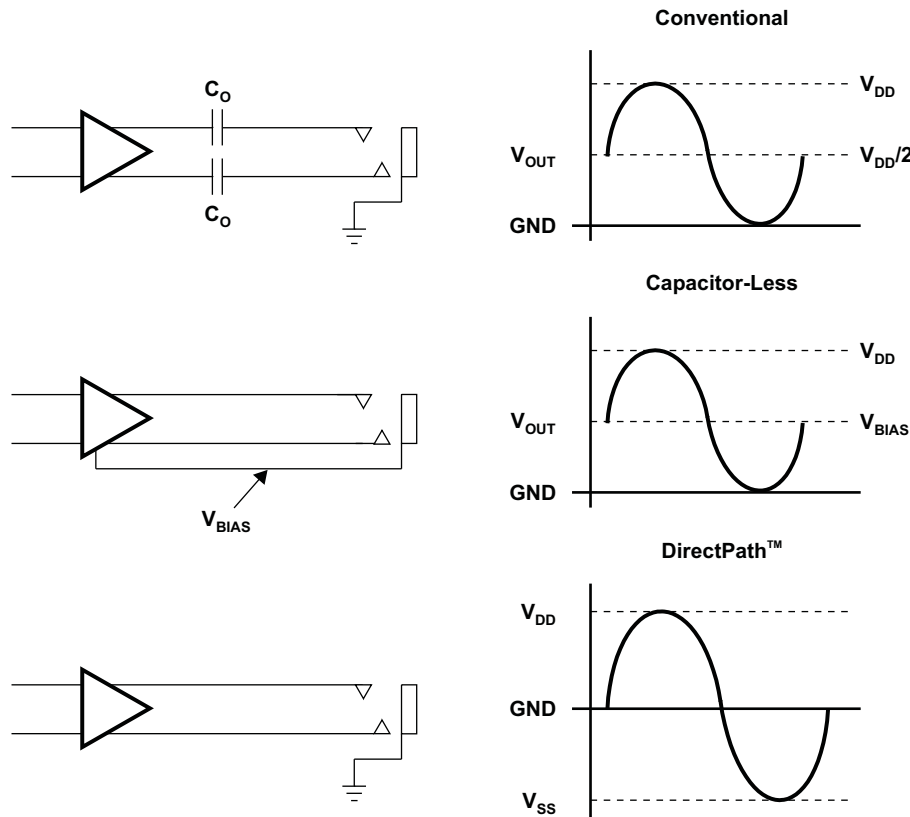 Conventional
C_O
C_O
V_DD
V_OUT
V_DD/2
GND
Capacitor-Less
V_BIAS
V_DD
V_OUT
V_BIAS
GND
DirectPath™
V_DD
GND
V_SS